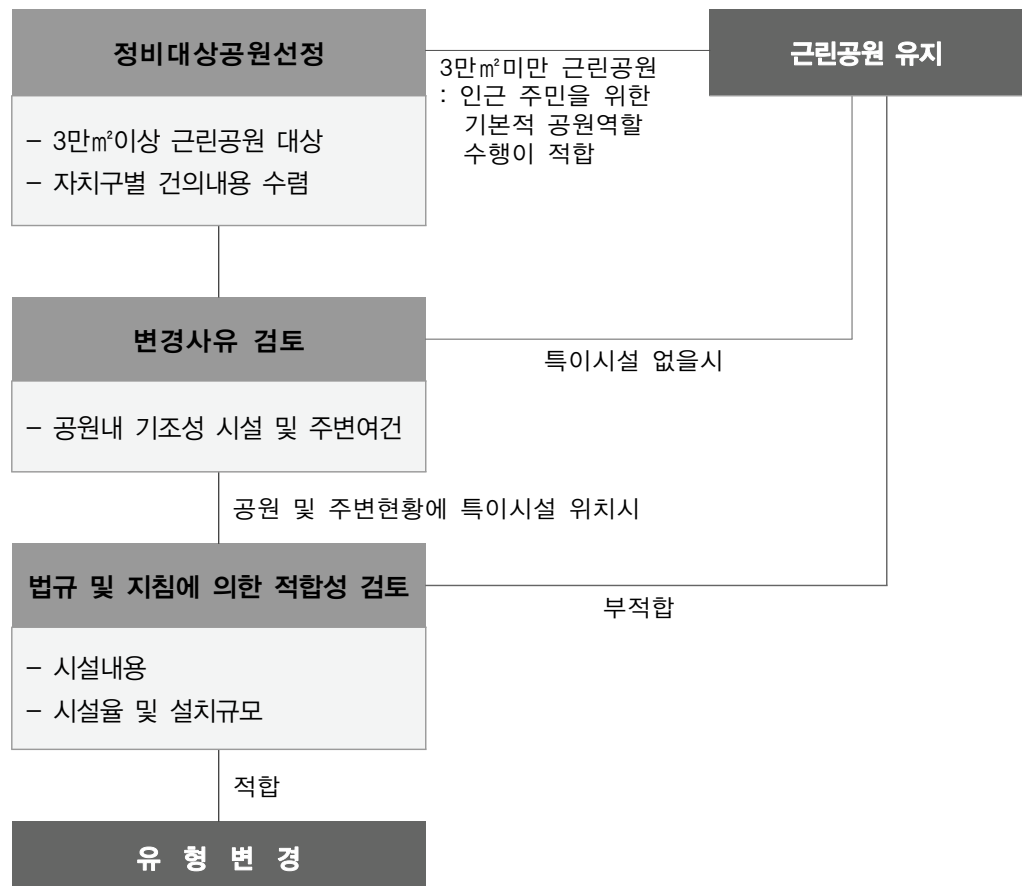 정비대상공원선정
- 3만㎡이상 근린공원 대상
- 자치구별 건의내용 수렴
3만㎡미만 근린공원
: 인근 주민을 위한
기본적 공원역할
수행이 적합
근린공원 유지
변경사유 검토
- 공원내 기조성 시설 및 주변여건
특이시설 없을시
공원 및 주변현황에 특이시설 위치시
법규 및 지침에 의한 적합성 검토
- 시설내용
- 시설율 및 설치규모
부적합
적합
유 형 변 경